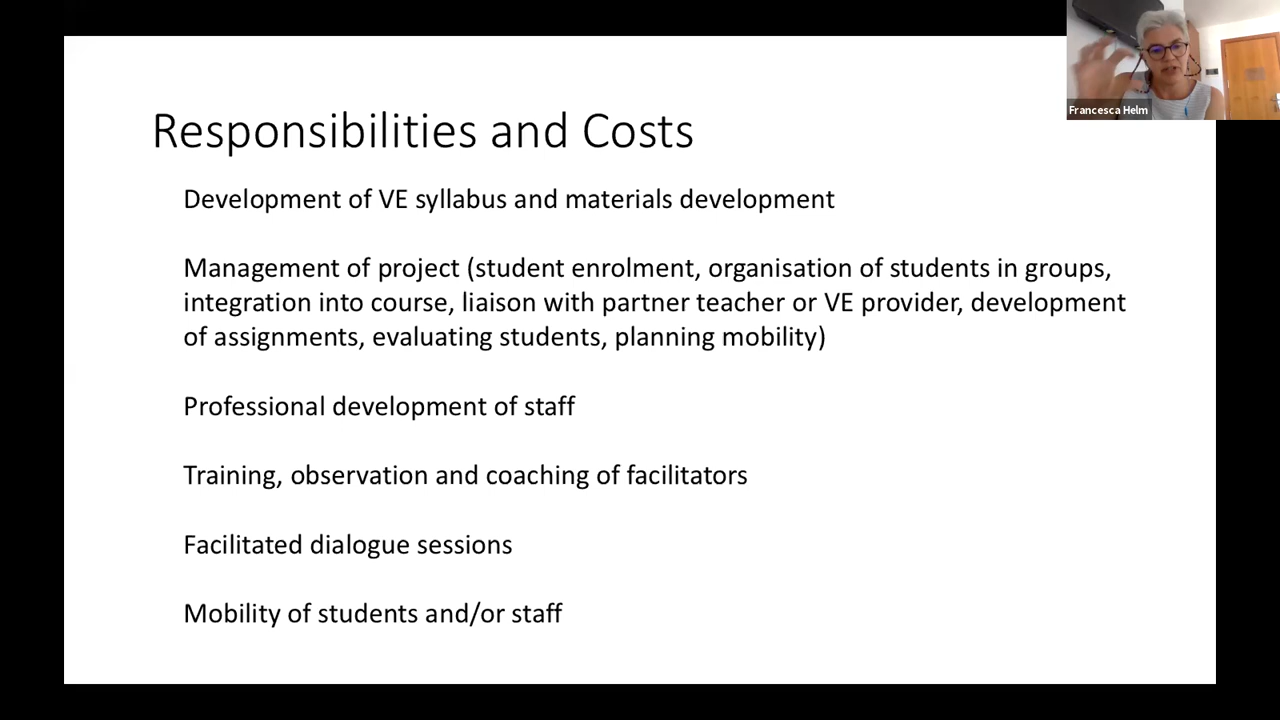 Francesca Helm
Responsibilities and Costs
Development of VE syllabus and materials development
Management of project (student enrolment, organisation of students in groups,
integration into course, liaison with partner teacher or VE provider, development
of assignments, evaluating students, planning mobility)
Professional development of staff
Training, observation and coaching of facilitators
Facilitated dialogue sessions
Mobility of students and/or staff